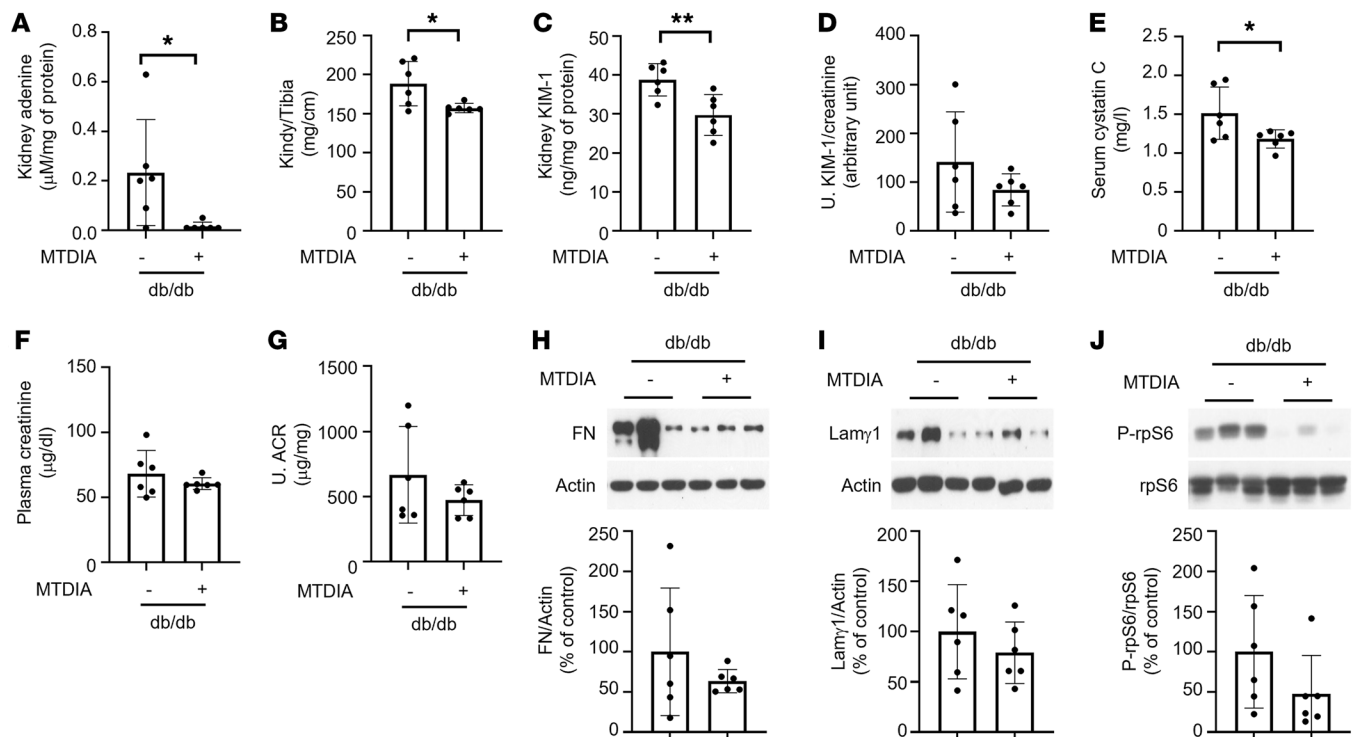 A
Kidney adenine
(μM/mg of protein)
0.8
0.6
0.4
0.2
0.0
*
MTDIA - +
db/db
B
Kindy/Tibia
(mg/cm)
250
200
150
100
50
0
*
MTDIA - +
db/db
C
Kidney KIM-1
(ng/mg of protein)
50
40
30
20
10
0
**
MTDIA - +
db/db
D
U. KIM-1/creatinine
(arbitrary unit)
400
300
200
100
0
MTDIA - +
db/db
E
Serum cystatin C
(mg/l)
2.5
2.0
1.5
1.0
0.5
0.0
*
MTDIA - +
db/db
F
Plasma creatinine
(μg/dl)
150
100
50
0
MTDIA - +
db/db
G
U. ACR
(μg/mg)
1500
1000
500
0
MTDIA - +
db/db
H
db/db
MTDIA - +
FN
Actin
FN/Actin
(% of control)
250
200
150
100
50
0
I
db/db
MTDIA - +
Lamγ1
Actin
Lamγ1/Actin
(% of control)
200
150
100
50
0
J
db/db
MTDIA - +
P-rpS6
rpS6
P-rpS6/rpS6
(% of control)
250
200
150
100
50
0